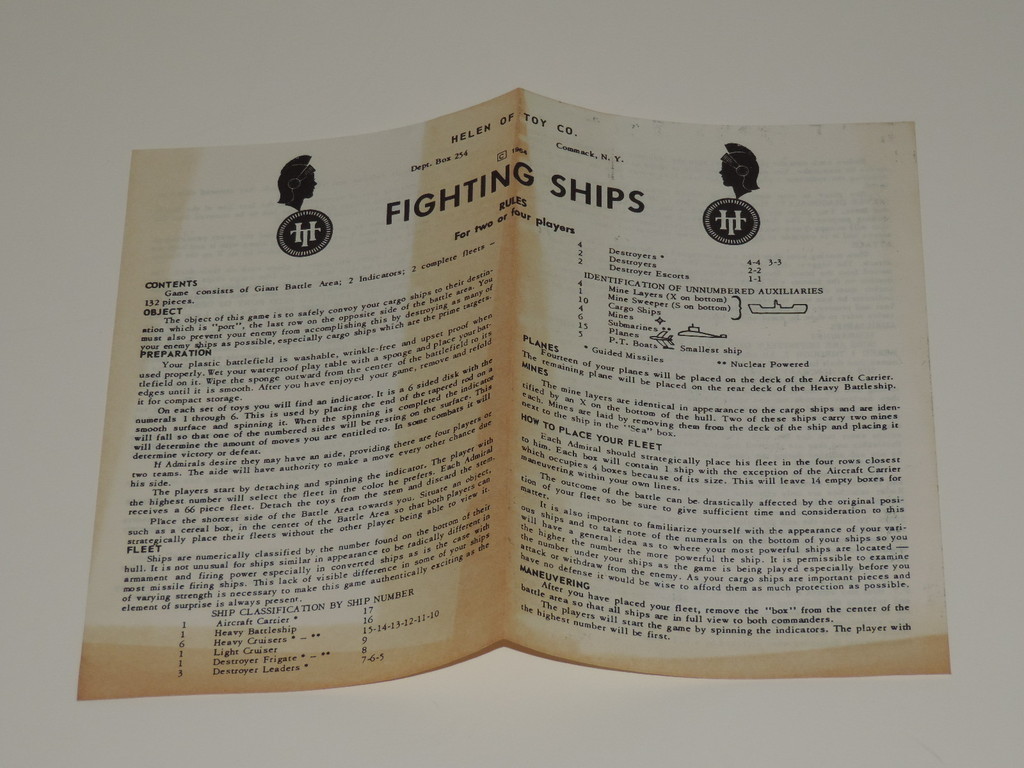 HELEN OF TOY CO.
Dept. Box 254 © 1964 Commack, N. Y.
FIGHTING SHIPS
RULES
For two or four players
CONTENTS
Game consists of Giant Battle Area; 2 Indicators; 2 complete fleets –
132 pieces.
OBJECT
The object of this game is to safely convoy your cargo ships to their destin-
ation which is "port", the last row on the opposite side of the battle area. You
must also prevent your enemy from accomplishing this by destroying as many of
your enemy ships as possible, especially cargo ships which are the prime targets.
PREPARATION
Your plastic battlefield is washable, wrinkle-free and upset proof when
used properly. Wet your waterproof play table with a sponge and place your bat-
tlefield on it. Wipe the sponge outward from the center of the battlefield to its
edges until it is smooth. After you have enjoyed your game, remove and refold
it for compact storage.
On each set of toys you will find an indicator. It is a 6 sided disk with the
numerals 1 through 6. This is used by placing the end of the tapered rod on a
smooth surface and spinning it. When the spinning is completed the indicator
will fall so that one of the numbered sides will be resting on the surface. This
will determine the amount of moves you are entitled to. In some combats it will
determine victory or defeat.
If Admirals desire they may have an aide, providing there are four players or
two teams. The aide will have authority to make a move every other chance due
his side.
The players start by detaching and spinning the indicator. The player with
the highest number will select the fleet in the color he prefers. Each Admiral
receives a 66 piece fleet. Detach the toys from the stem and discard the stem.
Place the shortest side of the Battle Area towards you. Situate an object,
such as a cereal box, in the center of the Battle Area so that both players can
strategically place their fleets without the other player being able to view it.
FLEET
Ships are numerically classified by the number found on the bottom of their
hull. It is not unusual for ships similar in appearance to be radically different in
armament and firing power especially in converted ships as is the case with
most missile firing ships. This lack of visible difference in some of your ships
of varying strength is necessary to make this game authentically exciting as the
element of surprise is always present.
SHIP CLASSIFICATION BY SHIP NUMBER
1 Aircraft Carrier * 17
1 Heavy Battleship 16
6 Heavy Cruisers * – ** 15-14-13-12-11-10
1 Light Cruiser 9
1 Destroyer Frigate * – ** 8
3 Destroyer Leaders * 7-6-5
4 Destroyers * 4-4 3-3
2 Destroyers 2-2
2 Destroyer Escorts 1-1
IDENTIFICATION OF UNNUMBERED AUXILIARIES
4 Mine Layers (X on bottom)
1 Mine Sweeper (S on bottom)
10 Cargo Ships
4 Mines
6 Submarines **
15 Planes
5 P.T. Boats Smallest ship
* Guided Missiles ** Nuclear Powered
PLANES
Fourteen of your planes will be placed on the deck of the Aircraft Carrier.
The remaining plane will be placed on the rear deck of the Heavy Battleship.
MINES
The mine layers are identical in appearance to the cargo ships and are iden-
tified by an X on the bottom of the hull. Two of these ships carry two mines
each. Mines are laid by removing them from the deck of the ship and placing it
next to the ship in the "Sea" box.
HOW TO PLACE YOUR FLEET
Each Admiral should strategically place his fleet in the four rows closest
to him. Each box will contain 1 ship with the exception of the Aircraft Carrier
which occupies 4 boxes because of its size. This will leave 14 empty boxes for
maneuvering within your own lines.
The outcome of the battle can be drastically affected by the original posi-
tion of your fleet so be sure to give sufficient time and consideration to this
matter.
It is also important to familiarize yourself with the appearance of your vari-
ous ships and to take note of the numerals on the bottom of your ships so you
will have a general idea as to where your most powerful ships are located —
the higher the number the more powerful the ship. It is permissible to examine
the hull under your ships as the game is being played especially before you
attack or withdraw from the enemy. As your cargo ships are important pieces and
have no defense it would be wise to afford them as much protection as possible.
MANEUVERING
After you have placed your fleet, remove the "box" from the center of the
battle area so that all ships are in full view to both commanders.
The players will start the game by spinning the indicators. The player with
the highest number will be first.